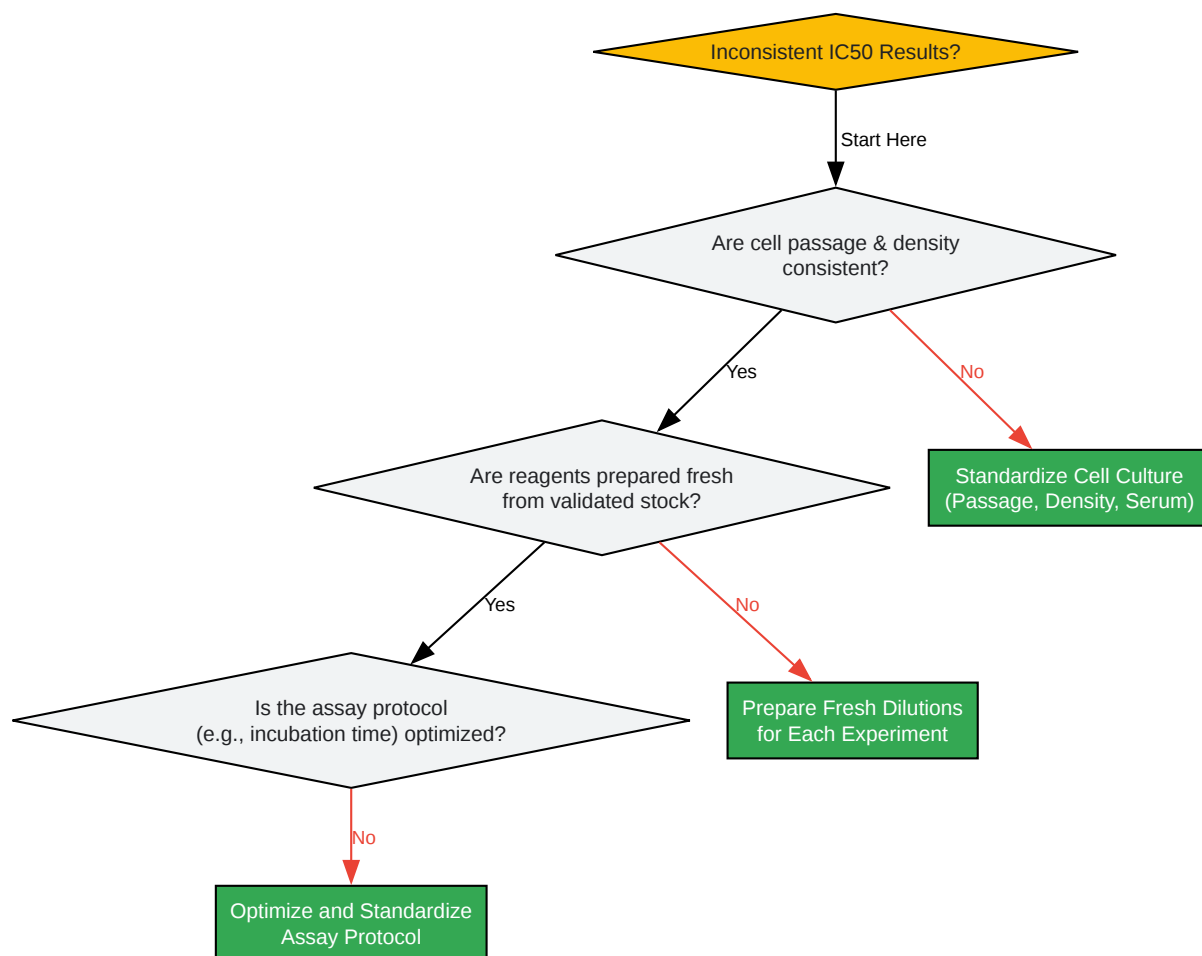 Inconsistent IC50 Results?
Start Here
Are cell passage & density
consistent?
Yes
No
Are reagents prepared fresh
from validated stock?
Standardize Cell Culture
(Passage, Density, Serum)
Yes
No
Is the assay protocol
(e.g., incubation time) optimized?
Prepare Fresh Dilutions
for Each Experiment
No
Optimize and Standardize
Assay Protocol